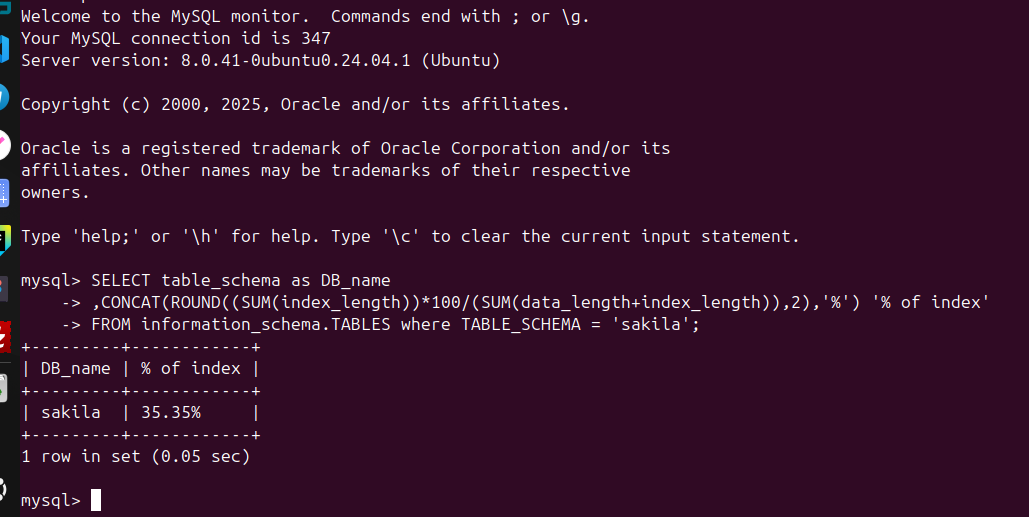 Welcome to the MySQL monitor.  Commands end with ; or \g.
Your MySQL connection id is 347
Server version: 8.0.41-0ubuntu0.24.04.1 (Ubuntu)
Copyright (c) 2000, 2025, Oracle and/or its affiliates.
Oracle is a registered trademark of Oracle Corporation and/or its
affiliates. Other names may be trademarks of their respective
owners.
Type 'help;' or '\h' for help. Type '\c' to clear the current input statement.
mysql> SELECT table_schema as DB_name
    -> ,CONCAT(ROUND((SUM(index_length))*100/(SUM(data_length+index_length)),2),'%') '% of index'
    -> FROM information_schema.TABLES where TABLE_SCHEMA = 'sakila';
+---------+------------+
| DB_name | % of index |
+---------+------------+
| sakila  | 35.35%     |
+---------+------------+
1 row in set (0.05 sec)
mysql>